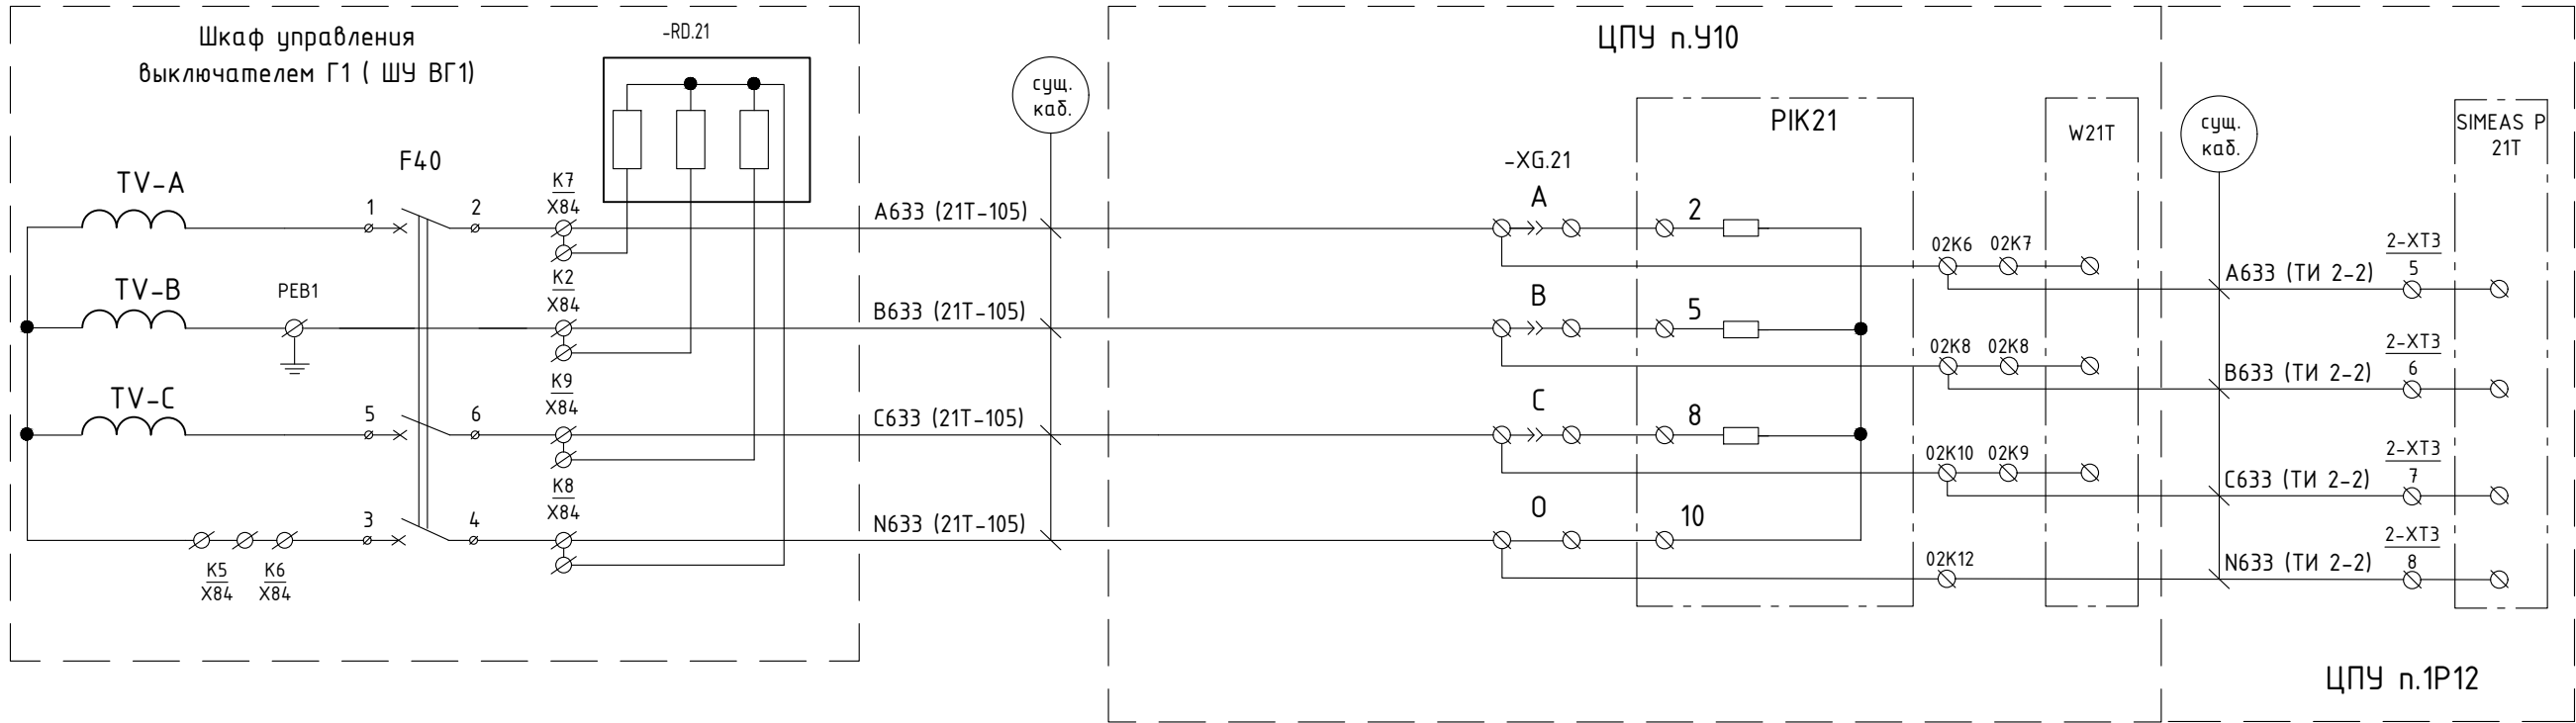 Шкаф управления
выключателем Г1 ( ШУ ВГ1)
-RD.21
сущ.
каб.
ЦПУ п.У10
PIK21
W21T
сущ.
каб.
SIMEAS P
21T
F40
-XG.21
TV-A
1
2
K7
X84
A633 (21T-105)
A
2
02K6
02K7
A633 (ТИ 2-2)
2-XT3
5
TV-B
PEB1
K2
X84
B633 (21T-105)
B
5
02K8
02K8
B633 (ТИ 2-2)
2-XT3
6
TV-C
5
6
K9
X84
C633 (21T-105)
C
8
02K10
02K9
C633 (ТИ 2-2)
2-XT3
7
K5
X84
K6
X84
3
4
K8
X84
N633 (21T-105)
0
10
02K12
N633 (ТИ 2-2)
2-XT3
8
ЦПУ п.1Р12